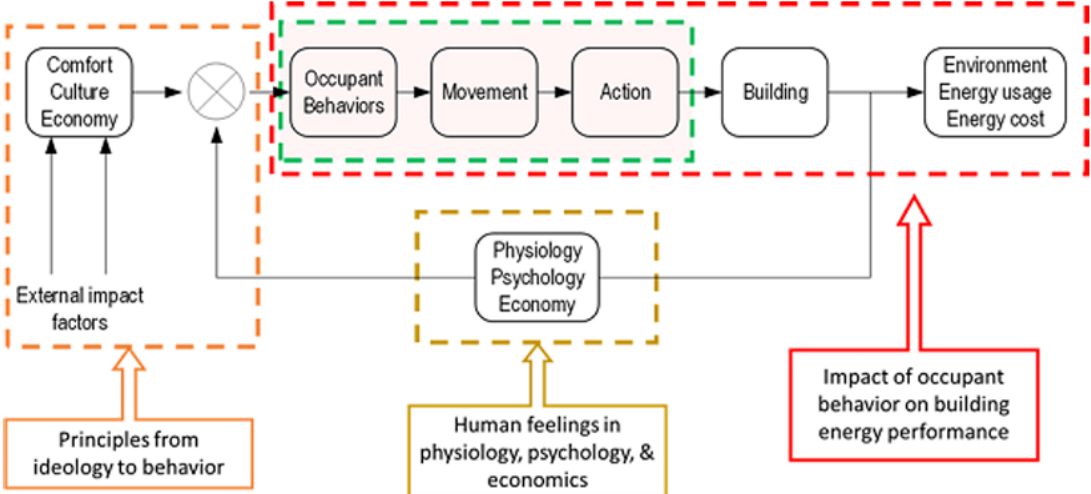 Comfort
Culture
Economy
Occupant
Behaviors
Movement
Action
Building
Environment
Energy usage
Energy cost
Physiology
Psychology
Economy
External impact
factors
Principles from
ideology to behavior
Human feelings in
physiology, psychology, &
economics
Impact of occupant
behavior on building
energy performance